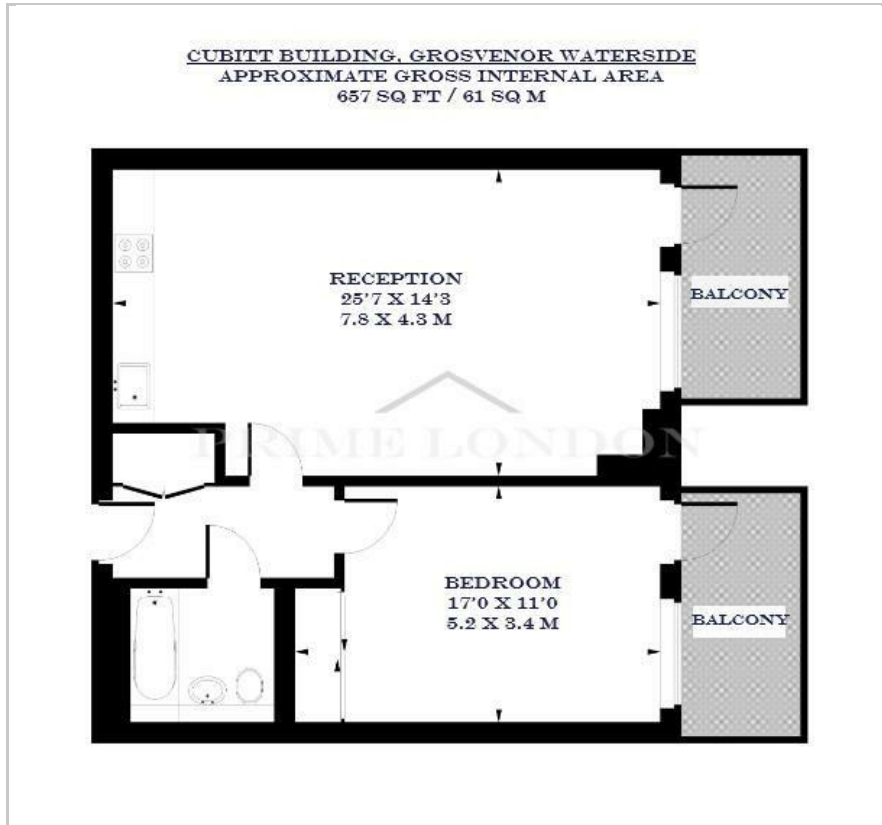 CUBITT BUILDING, GROSVENOR WATERSIDE
APPROXIMATE GROSS INTERNAL AREA
657 SQ FT / 61 SQ M
RECEPTION
25'7 X 14'3
7.8 X 4.3 M
BALCONY
PRIME LONDON
BEDROOM
17'0 X 11'0
5.2 X 3.4 M
BALCONY